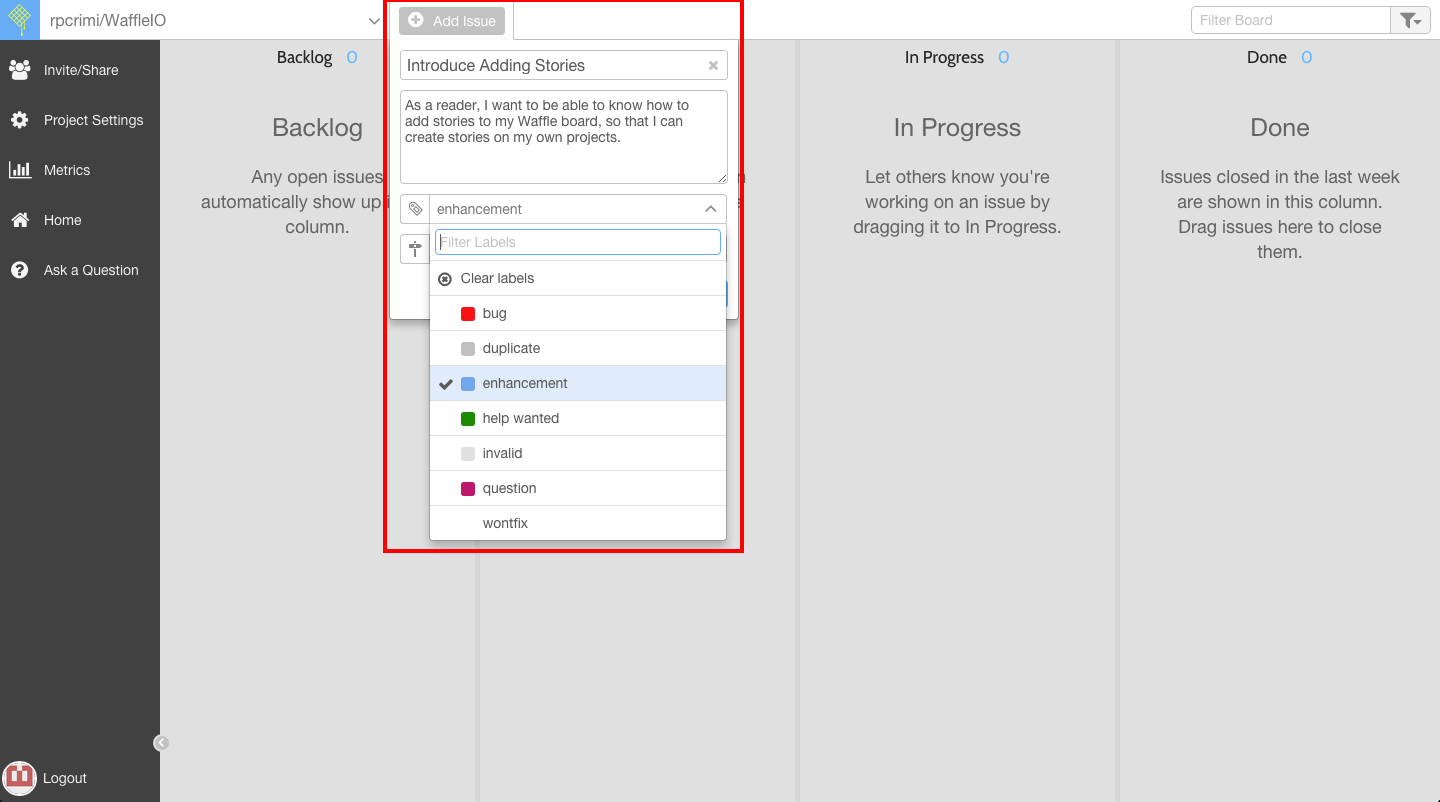 rpcrimi/WaffleIO
Add Issue
Filter Board
Invite/Share
Project Settings
Metrics
Home
Ask a Question
Logout
Backlog 0
Backlog
Any open issues
automatically show up i
column.
Introduce Adding Stories
As a reader, I want to be able to know how to
add stories to my Waffle board, so that I can
create stories on my own projects.
enhancement
Filter Labels
Clear labels
bug
duplicate
enhancement
help wanted
invalid
question
wontfix
In Progress 0
In Progress
Let others know you're
working on an issue by
dragging it to In Progress.
Done 0
Done
Issues closed in the last week
are shown in this column.
Drag issues here to close
them.